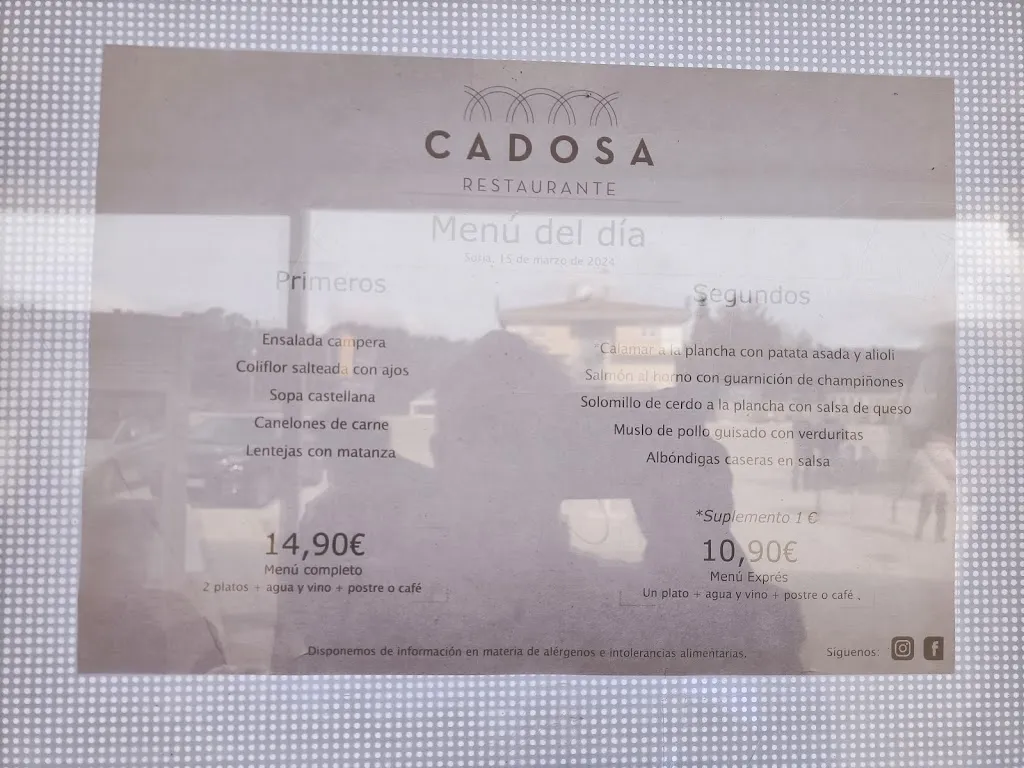 CADOSA
RESTAURANTE
Menú del día
Soria, 15 de marzo de 2024
Primeros
Ensalada campera
Coliflor salteada con ajos
Sopa castellana
Canelones de carne
Lentejas con matanza
14,90€
Menú completo
2 platos + agua y vino + postre o café
Segundos
*Calamar a la plancha con patata asada y alioli
Salmón al horno con guarnición de champiñones
Solomillo de cerdo a la plancha con salsa de queso
Muslo de pollo guisado con verduritas
Albóndigas caseras en salsa
*Suplemento 1 €
10,90€
Menú Exprés
Un plato + agua y vino + postre o café .
Disponemos de información en materia de alérgenos e intolerancias alimentarias.
Síguenos: